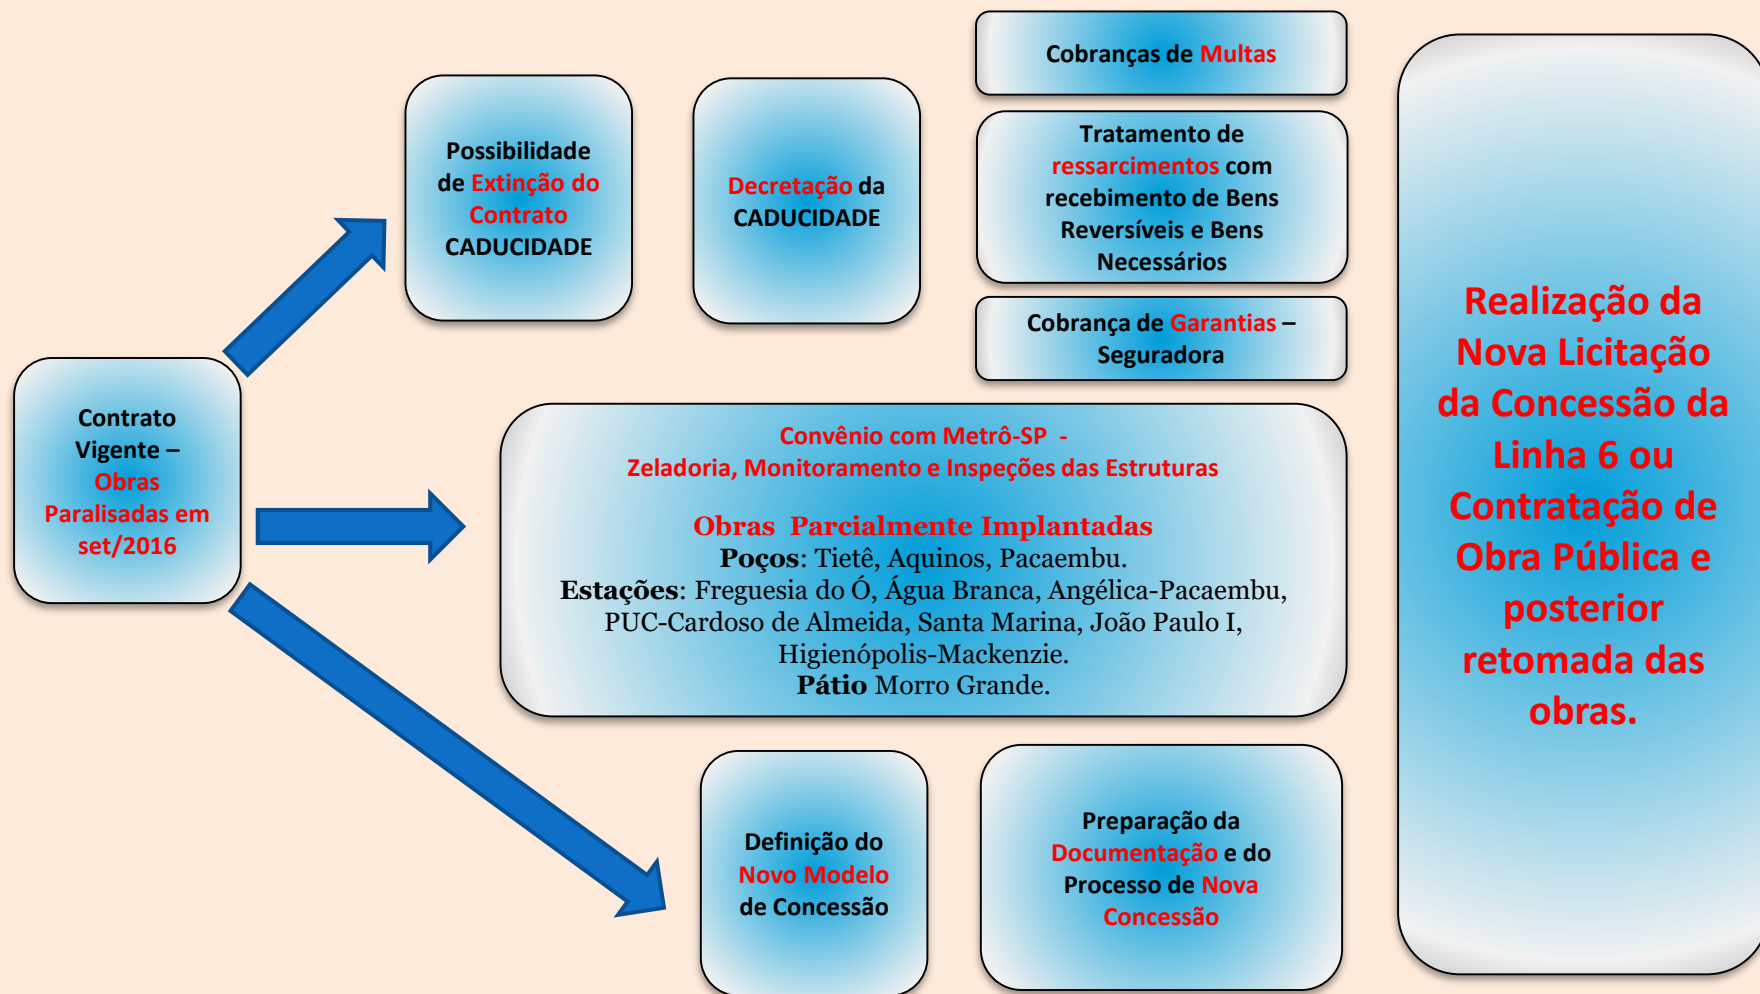 Contrato
Vigente –
Obras
Paralisadas em
set/2016
Possibilidade
de Extinção do
Contrato
CADUCIDADE
Decretação da
CADUCIDADE
Cobranças de Multas
Tratamento de
ressarcimentos com
recebimento de Bens
Reversíveis e Bens
Necessários
Cobrança de Garantias –
Seguradora
Convênio com Metrô-SP -
Zeladoria, Monitoramento e Inspeções das Estruturas
Obras Parcialmente Implantadas
Poços: Tietê, Aquinos, Pacaembu.
Estações: Freguesia do Ó, Água Branca, Angélica-Pacaembu,
PUC-Cardoso de Almeida, Santa Marina, João Paulo I,
Higienópolis-Mackenzie.
Pátio Morro Grande.
Definição do
Novo Modelo
de Concessão
Preparação da
Documentação e do
Processo de Nova
Concessão
Realização da
Nova Licitação
da Concessão da
Linha 6 ou
Contratação de
Obra Pública e
posterior
retomada das
obras.